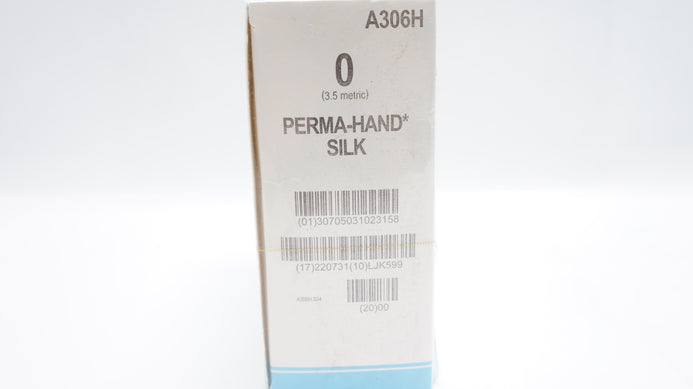 A306H
0
(3.5 metric)
PERMA-HAND*
SILK
(01)30705031023158
(17)220731(10)LJK599
(20)00